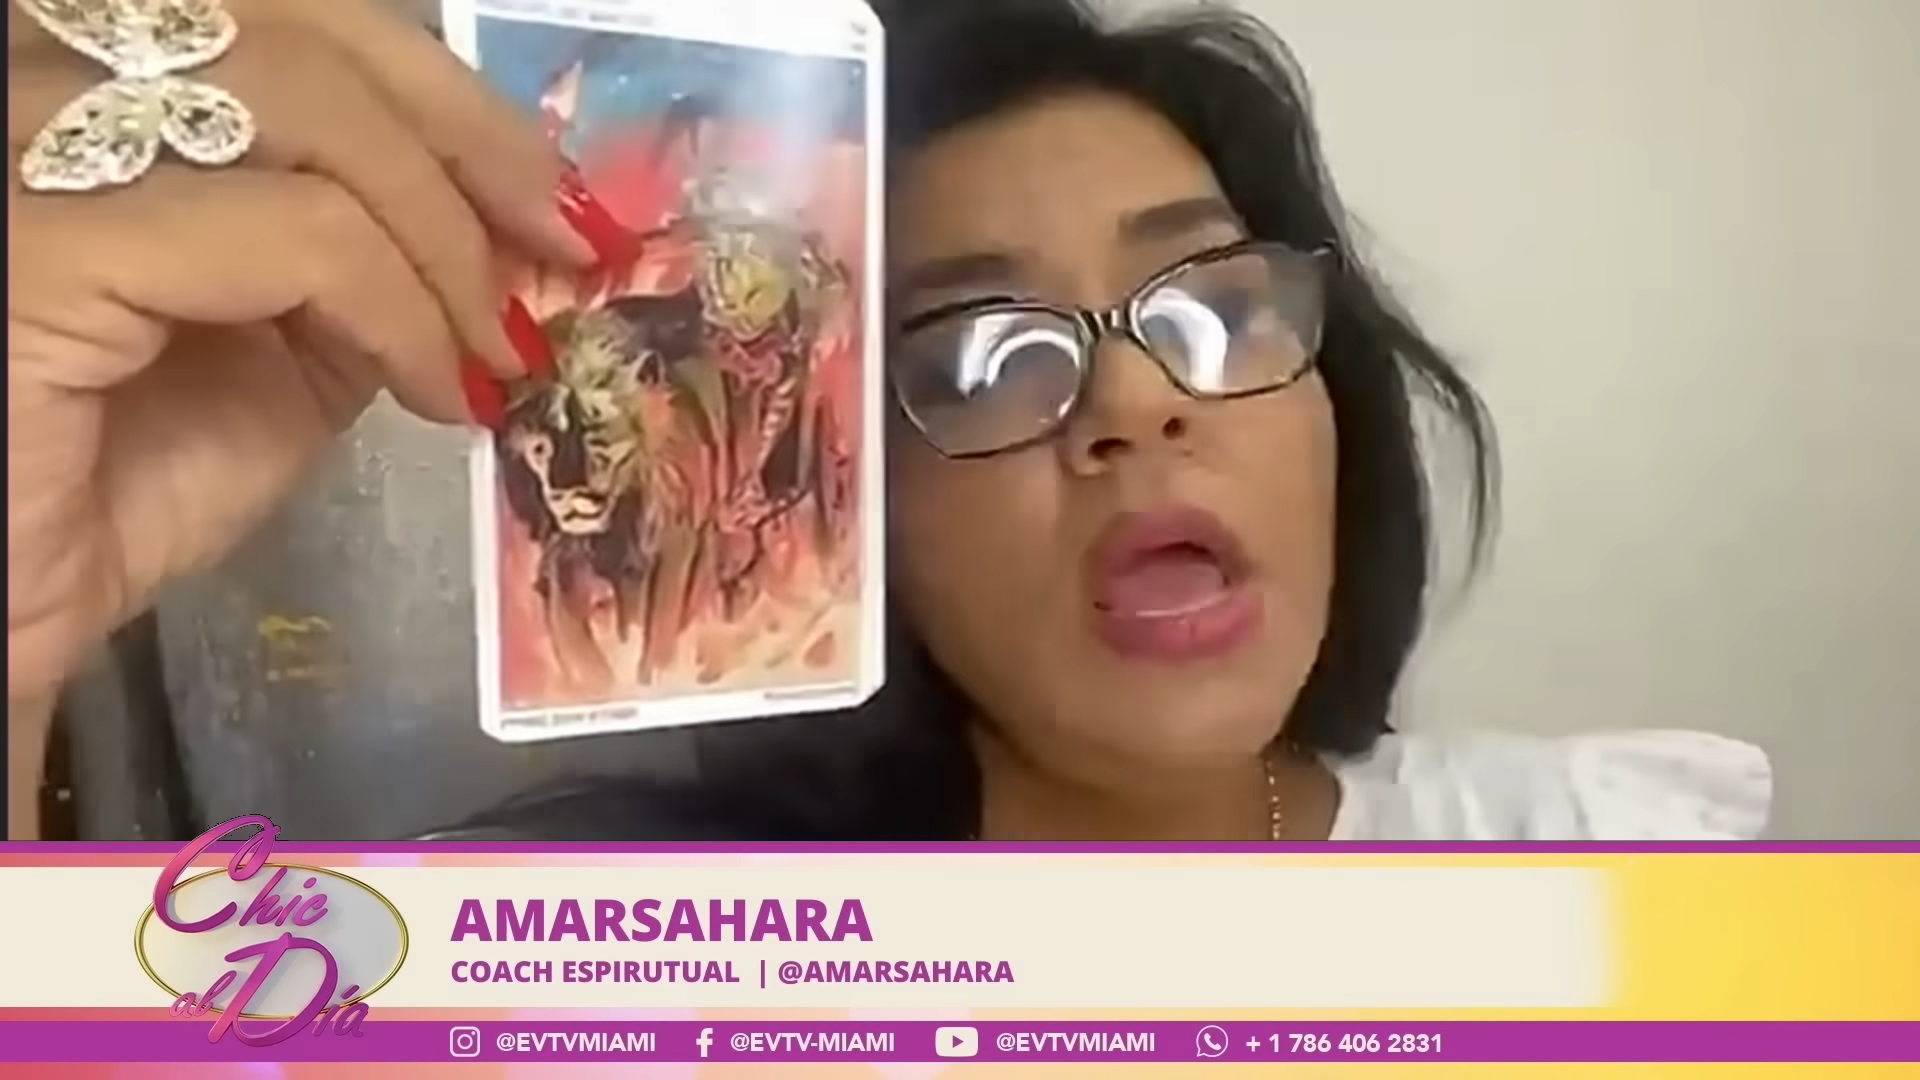 Chic
al Día
AMARSAHARA
COACH ESPIRUTUAL | @AMARSAHARA
@EVTVMIAMI @EVTV-MIAMI @EVTVMIAMI + 1 786 406 2831